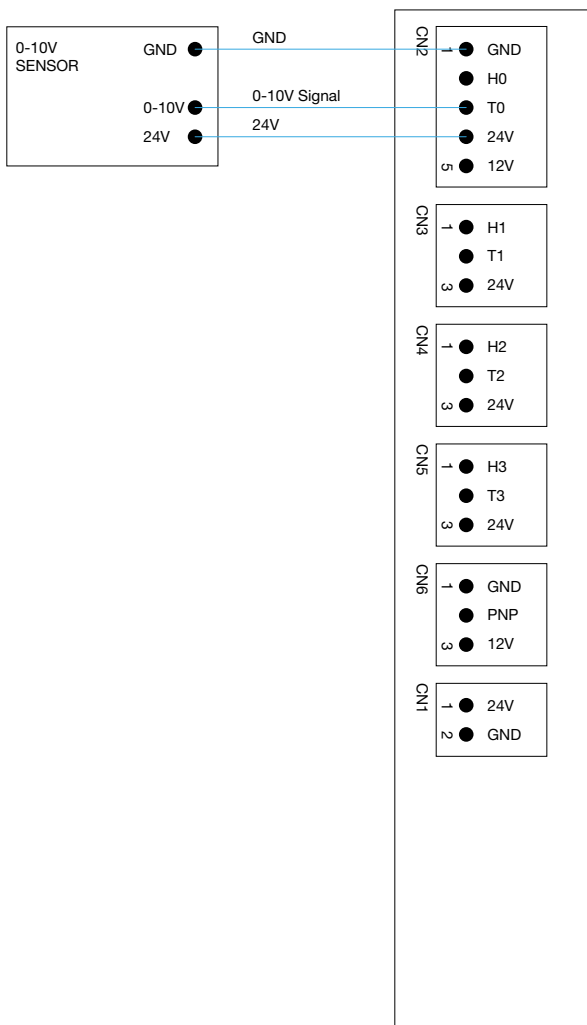 0-10V
SENSOR
GND
0-10V
24V
GND
0-10V Signal
24V
CN2
1 GND
H0
T0
24V
5 12V
CN3
1 H1
T1
3 24V
CN4
1 H2
T2
3 24V
CN5
1 H3
T3
3 24V
CN6
1 GND
PNP
3 12V
CN1
1 24V
2 GND